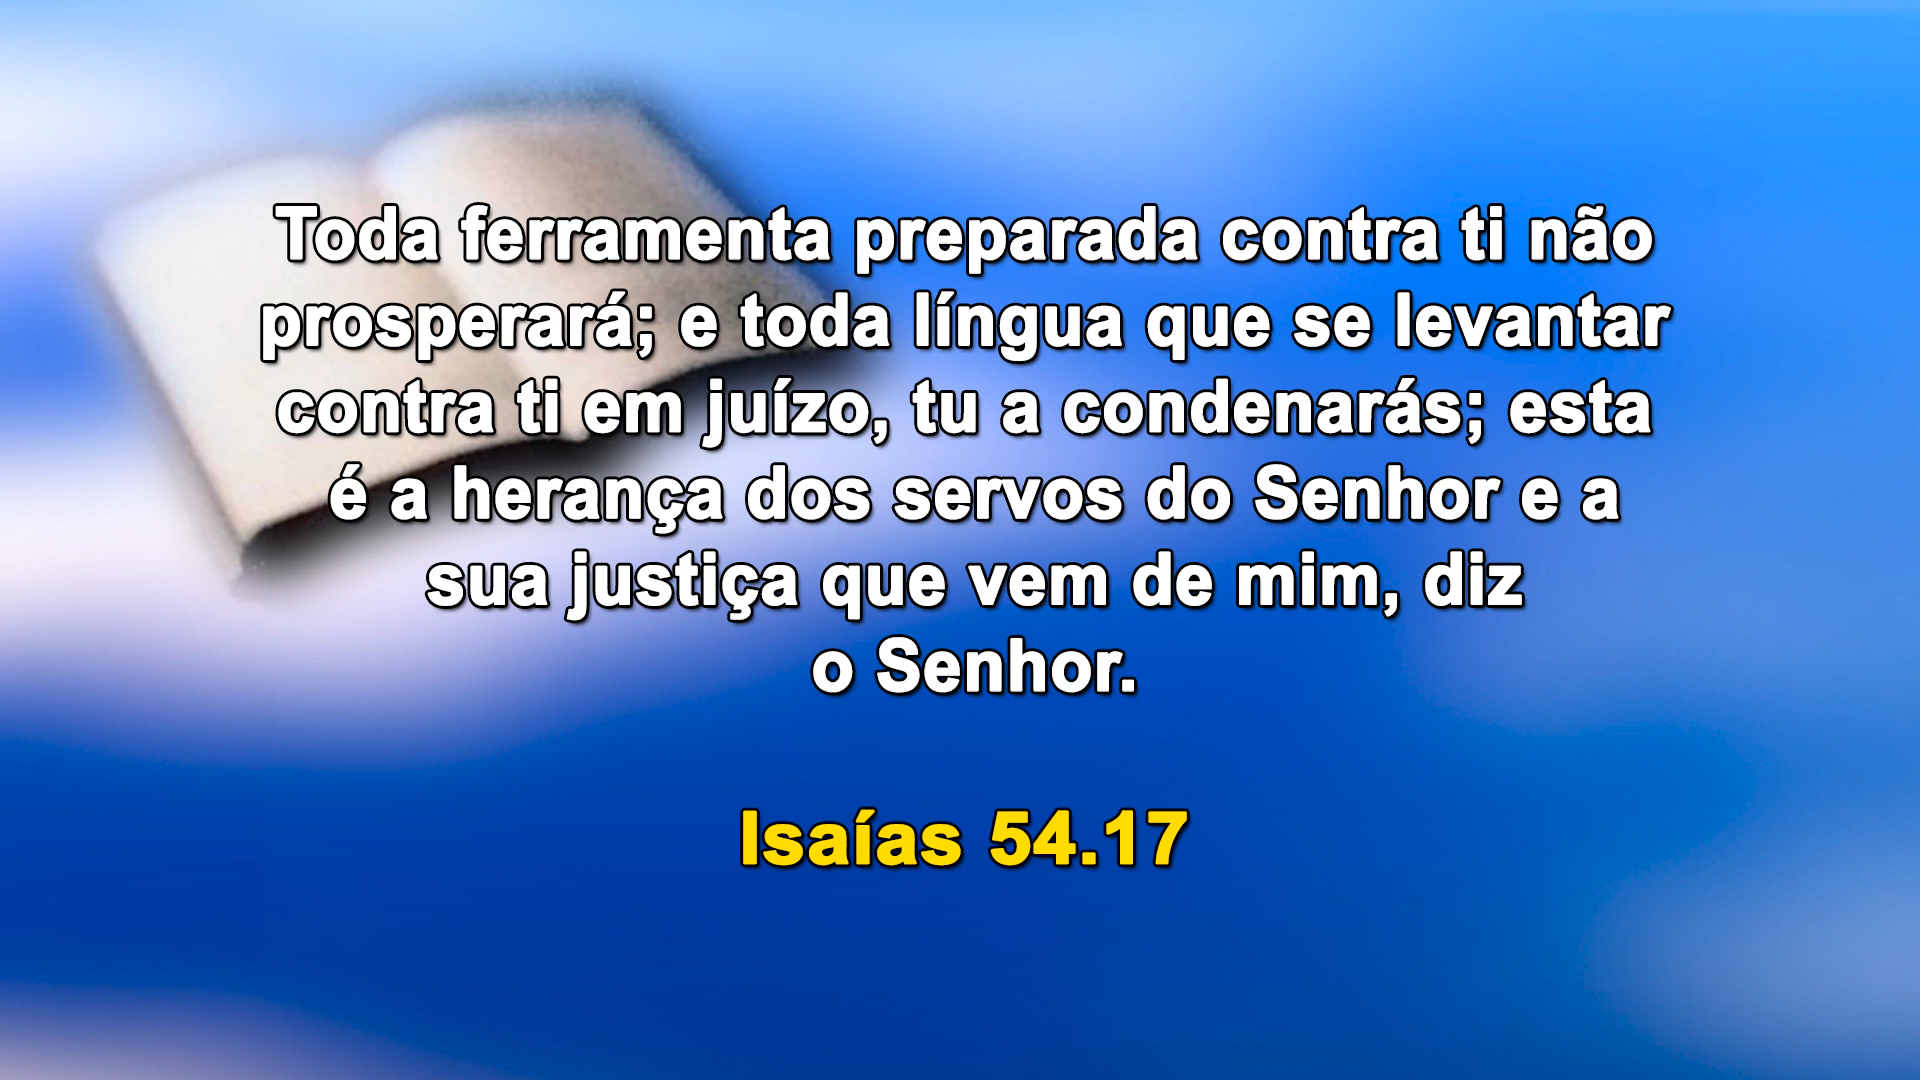 Toda ferramenta preparada contra ti não
prosperará; e toda língua que se levantar
contra ti em juízo, tu a condenarás; esta
é a herança dos servos do Senhor e a
sua justiça que vem de mim, diz
o Senhor.
Isaías 54.17